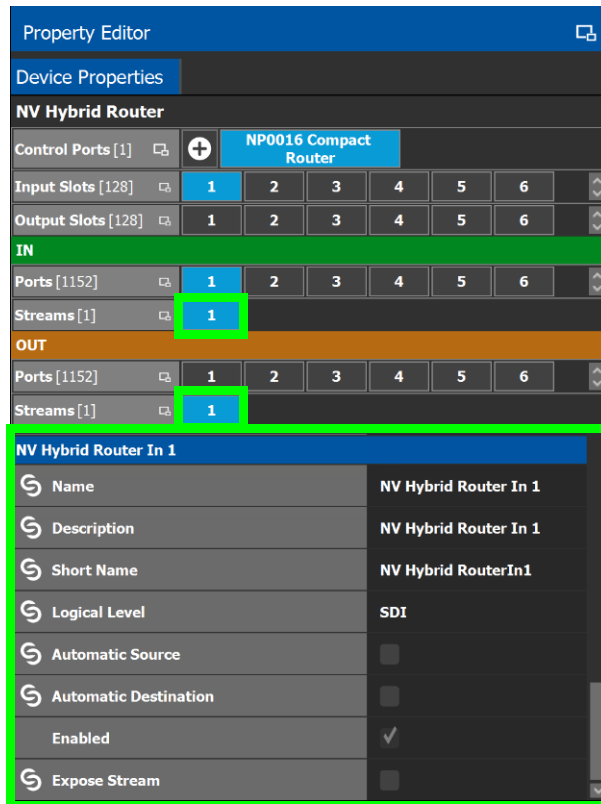 Property Editor
Device Properties
NV Hybrid Router
Control Ports [1] NP0016 Compact
Router
Input Slots [128] 1 2 3 4 5 6
Output Slots [128] 1 2 3 4 5 6
IN
Ports [1152] 1 2 3 4 5 6
Streams [1] 1
OUT
Ports [1152] 1 2 3 4 5 6
Streams [1] 1
NV Hybrid Router In 1
Name NV Hybrid Router In 1
Description NV Hybrid Router In 1
Short Name NV Hybrid RouterIn1
Logical Level SDI
Automatic Source
Automatic Destination
Enabled
Expose Stream